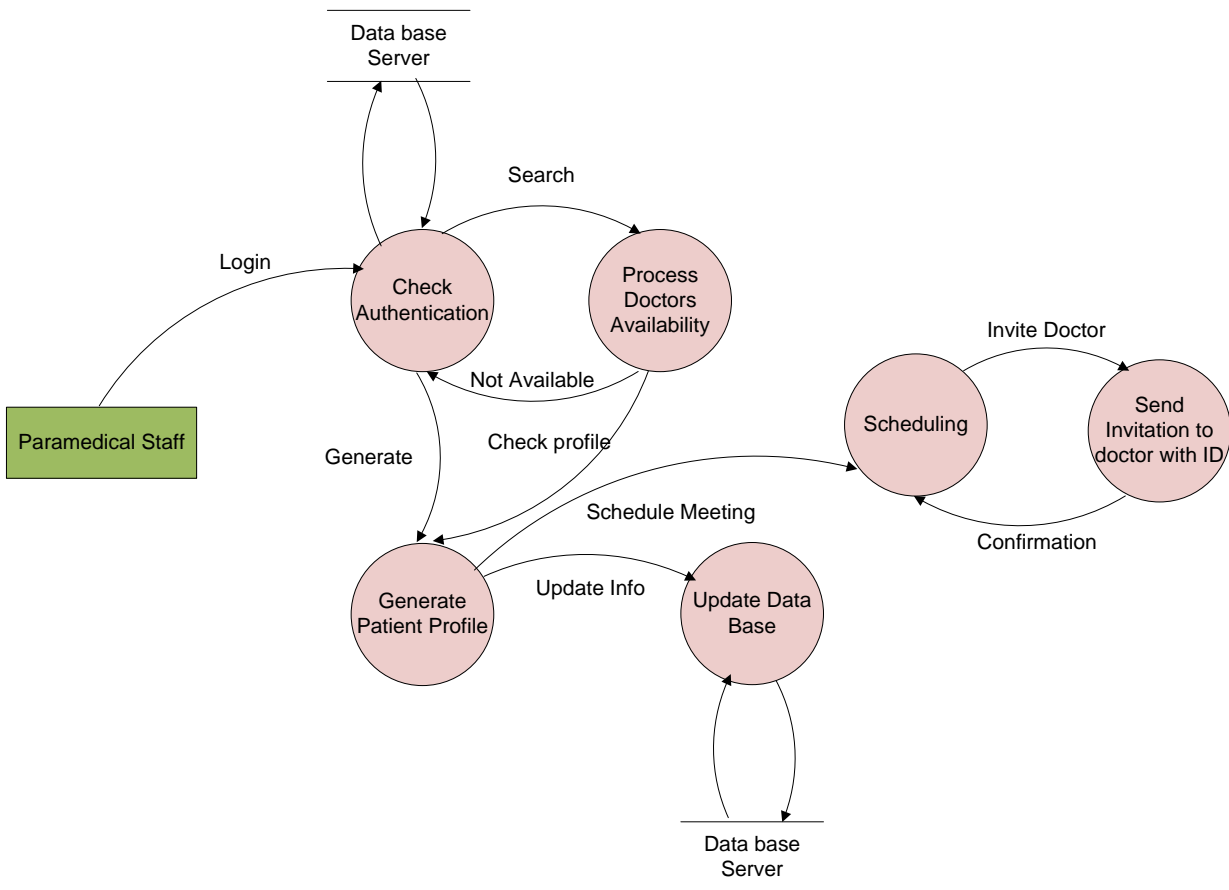 Data base
Server
Search
Login
Check
Authentication
Process
Doctors
Availability
Invite Doctor
Not Available
Scheduling
Send
Invitation to
doctor with ID
Paramedical Staff
Generate
Check profile
Schedule Meeting
Confirmation
Generate
Patient Profile
Update Info
Update Data
Base
Data base
Server